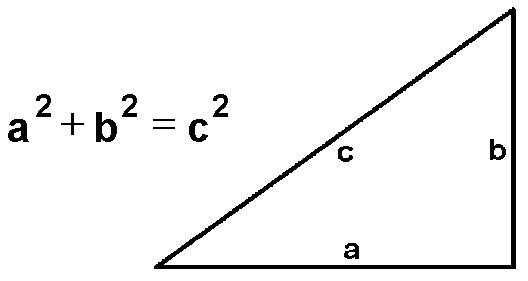 a² + b² = c²
c
b
a